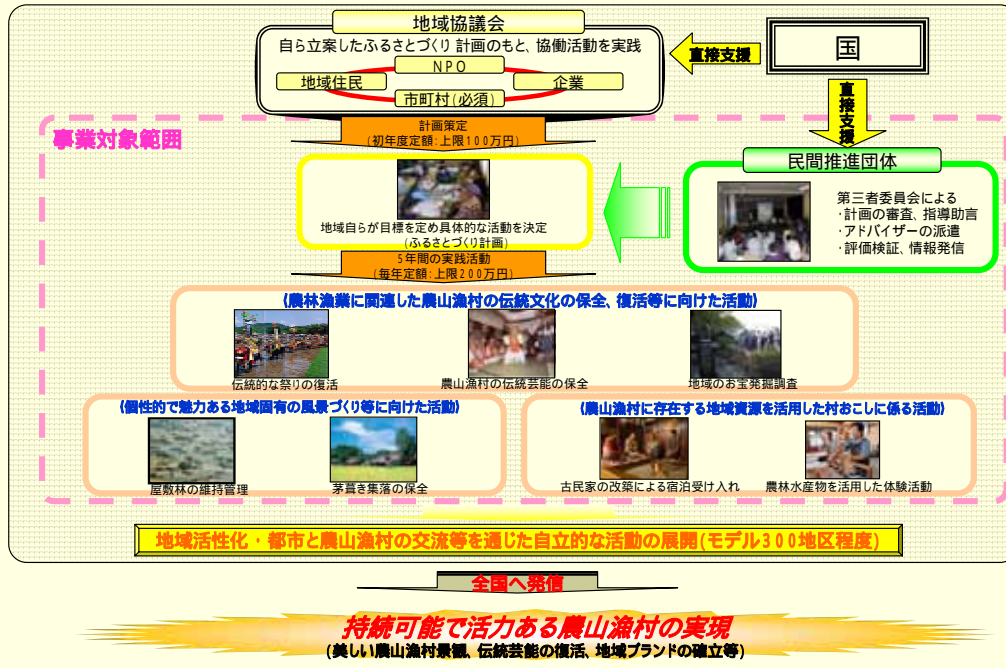 地域協議会
自ら立案したふるさとづくり計画のもと、協働活動を実践
NPO
地域住民
企業
市町村(必須)
直接支援
国
直接支援
事業対象範囲
計画策定
(初年度定額:上限100万円)
民間推進団体
第三者委員会による
・計画の審査、指導助言
・アドバイザーの派遣
・評価検証、情報発信
地域自らが目標を定め具体的な活動を決定
(ふるさとづくり計画)
5年間の実践活動
(毎年定額:上限200万円)
(農林漁業に関連した農山漁村の伝統文化の保全、復活等に向けた活動)
伝統的な祭りの復活
農山漁村の伝統芸能の保全
地域のお宝発掘調査
(個性的で魅力ある地域固有の風景づくり等に向けた活動)
屋敷林の維持管理
茅葺き集落の保全
(農山漁村に存在する地域資源を活用した村おこしに係る活動)
古民家の改築による宿泊受け入れ
農林水産物を活用した体験活動
地域活性化・都市と農山漁村の交流等を通じた自立的な活動の展開(モデル300地区程度)
全国へ発信
持続可能で活力ある農山漁村の実現
(美しい農山漁村景観、伝統芸能の復活、地域ブランドの確立等)